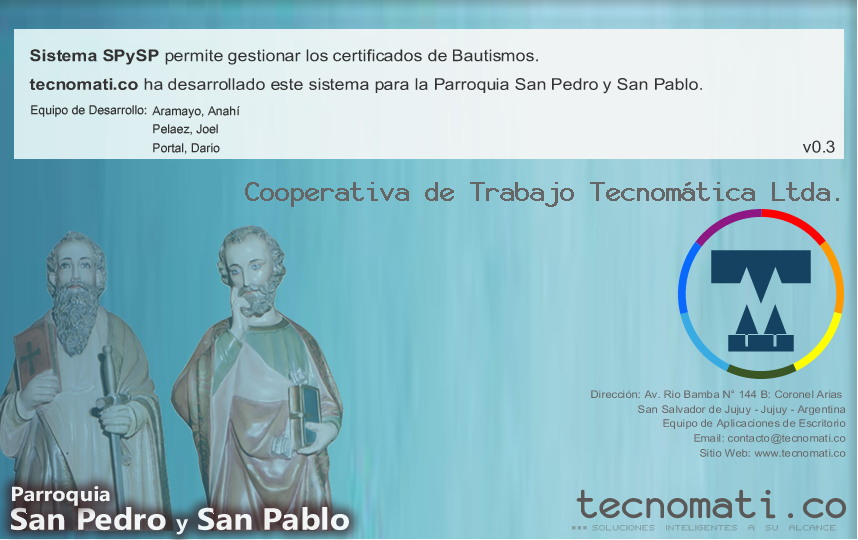 Sistema SPySP permite gestionar los certificados de Bautismos.
tecnomati.co ha desarrollado este sistema para la Parroquia San Pedro y San Pablo.
Equipo de Desarrollo: Aramayo, Anahí
Pelaez, Joel
Portal, Dario
v0.3
Cooperativa de Trabajo Tecnomática Ltda.
Dirección: Av. Rio Bamba N° 144 B: Coronel Arias
San Salvador de Jujuy - Jujuy - Argentina
Equipo de Aplicaciones de Escritorio
Email: contacto@tecnomati.co
Sitio Web: www.tecnomati.co
Parroquia
San Pedro y San Pablo
tecnomati.co
SOLUCIONES INTELIGENTES A SU ALCANCE